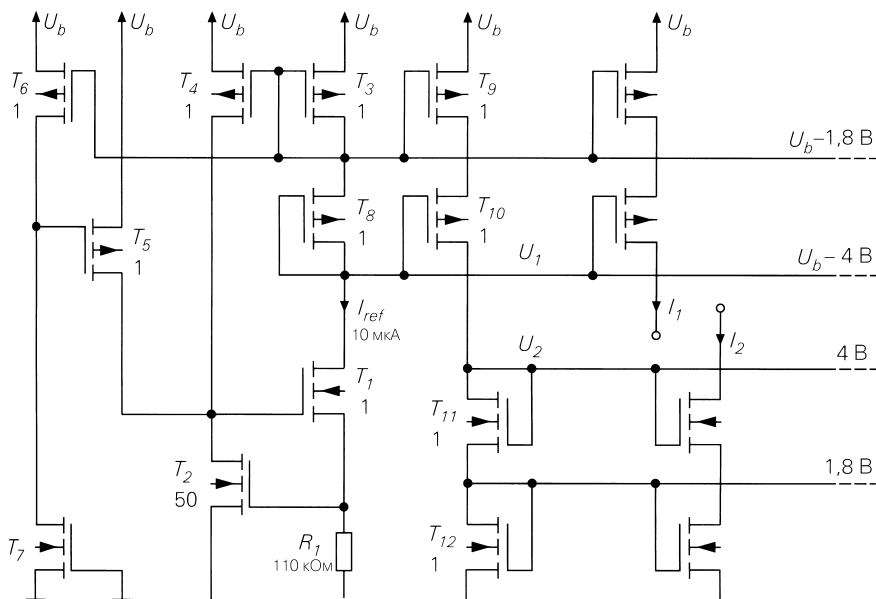 U_b U_b U_b U_b U_b U_b
T_6 1
T_4 1
T_3 1
T_9 1
U_b–1,8 В
T_5 1
T_8 1
T_10 1
U_1
U_b– 4 В
I_ref
10 мкА
I_1
I_2
U_2
4 В
T_1 1
T_11 1
T_2 50
1,8 В
T_7
R_1
110 кОм
T_12 1